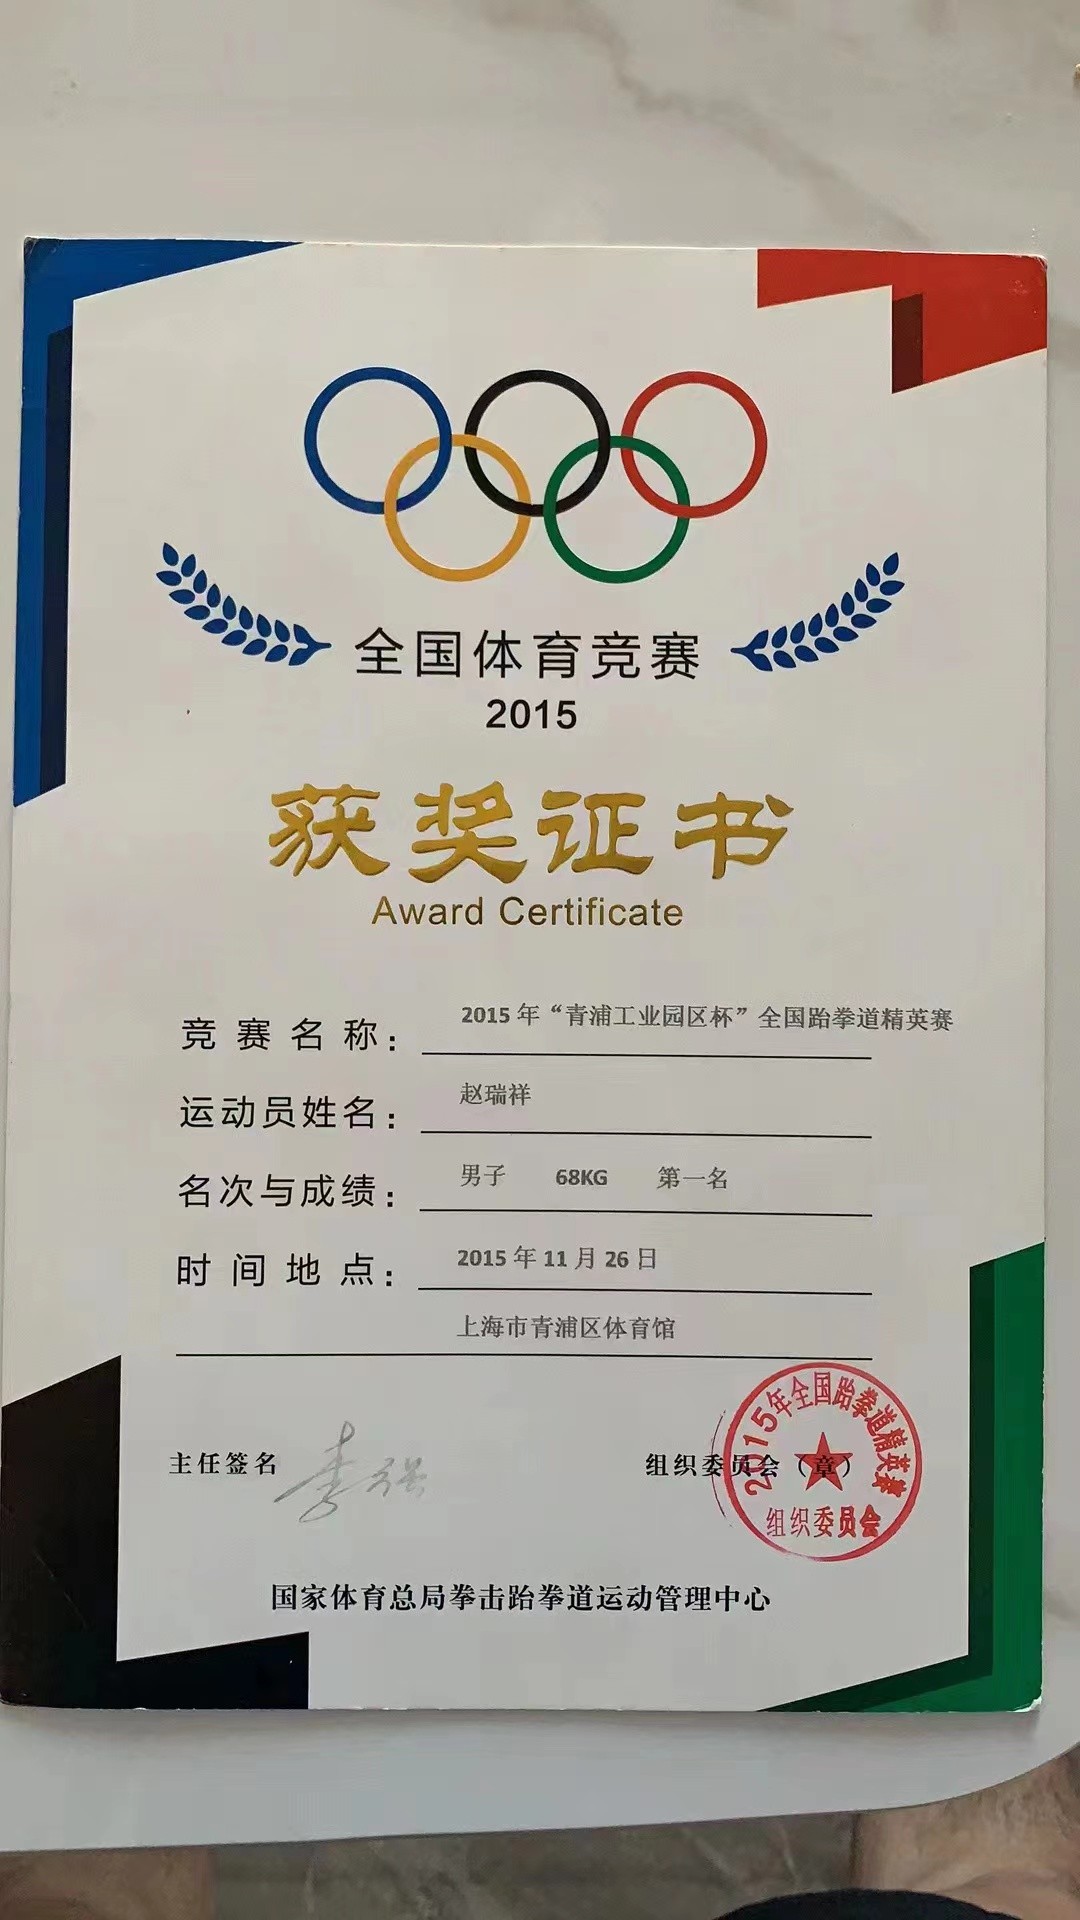 全国体育竞赛
2015
获奖证书
Award Certificate
竞赛名称: 2015年“青浦工业园区杯”全国跆拳道精英赛
运动员姓名: 赵瑞祥
名次与成绩: 男子 68KG 第一名
时间地点: 2015年11月26日
上海市青浦区体育馆
主任签名 李强 组织委员会（章）
2015年全国跆拳道精英赛
组织委员会
国家体育总局拳击跆拳道运动管理中心